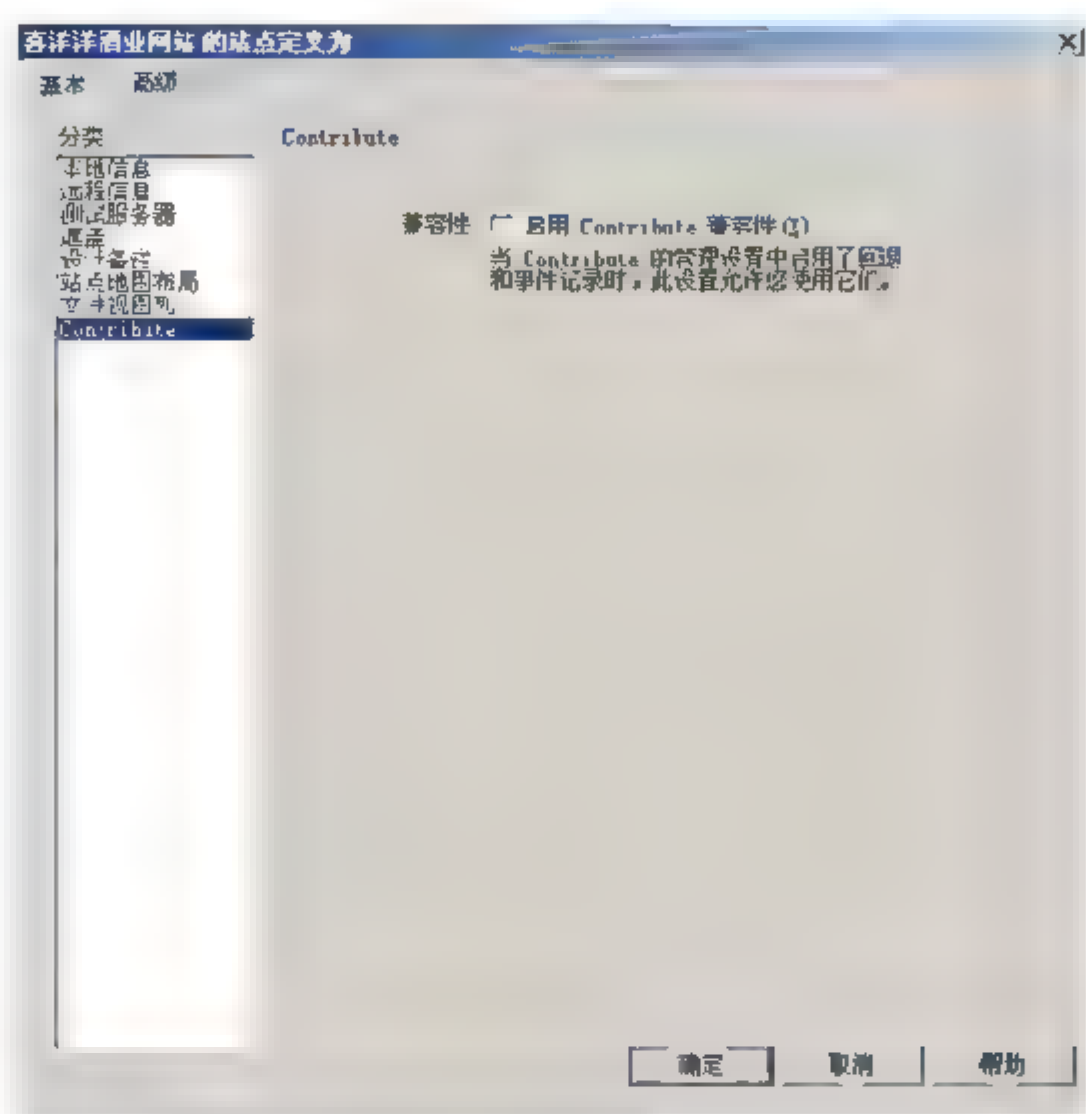 喜洋洋酒业网站 的站点定义为
基本 高级
分类
Contribute
本地信息
远程信息
测试服务器
遮盖
设计备注
站点地图布局
文件视图列
Contribute
兼容性 启用 Contribute 兼容性(I)
当 Contribute 的管理设置中启用了回退
和事件记录时，此设置允许您使用它们。
确定 取消 帮助